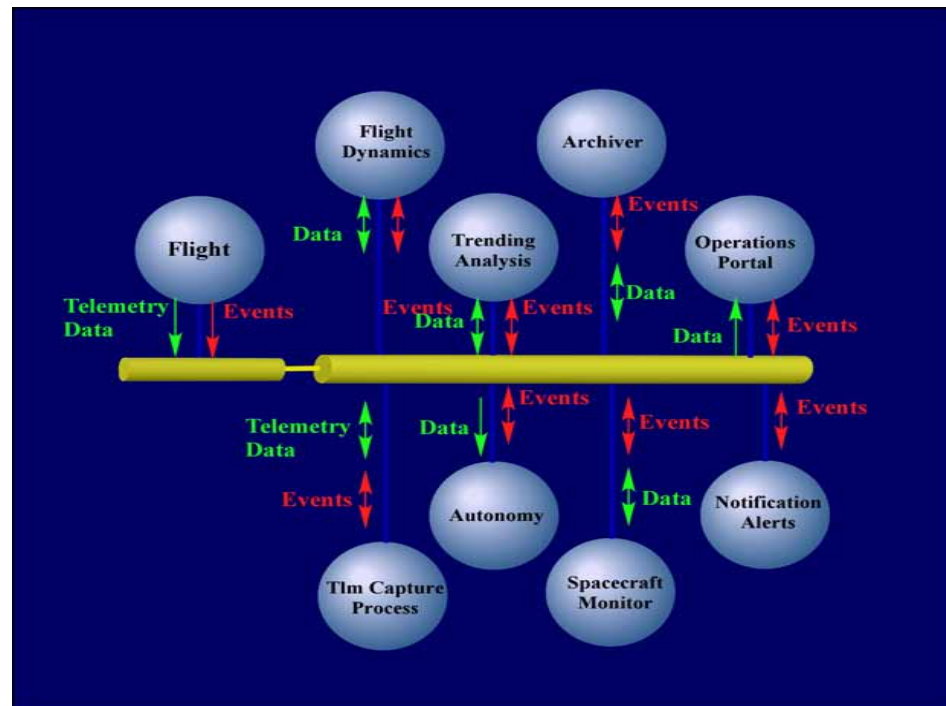 Flight
Dynamics
Archiver
Data
Events
Flight
Trending
Analysis
Operations
Portal
Data
Telemetry
Data
Events
Events
Data
Data
Events
Events
Telemetry
Data
Data
Events
Events
Events
Events
Data
Autonomy
Notification
Alerts
Tlm Capture
Process
Spacecraft
Monitor